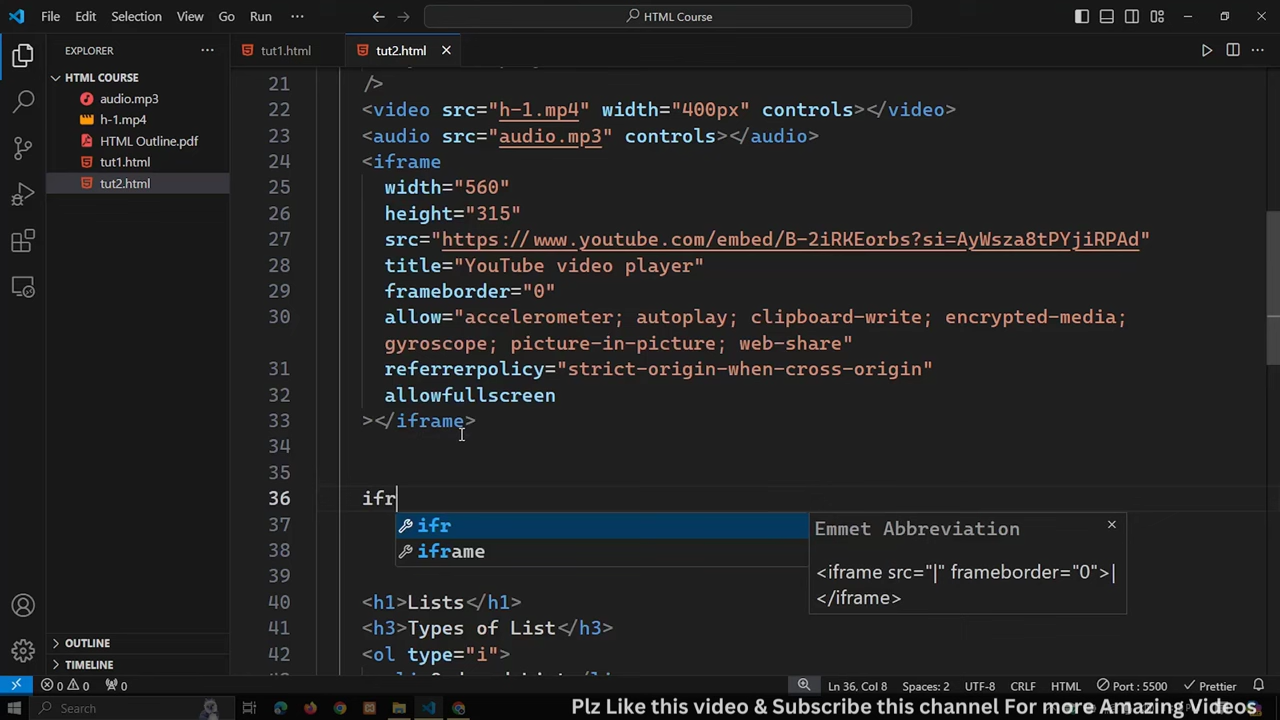 File Edit Selection View Go Run ··· HTML Course
EXPLORER ··· tut1.html tut2.html
HTML COURSE
audio.mp3
h-1.mp4
HTML Outline.pdf
tut1.html
tut2.html
OUTLINE
TIMELINE
21 />
22 <video src="h-1.mp4" width="400px" controls></video>
23 <audio src="audio.mp3" controls></audio>
24 <iframe
25 width="560"
26 height="315"
27 src="https://www.youtube.com/embed/B-2iRKEorbs?si=AyWsza8tPYjiRPAd"
28 title="YouTube video player"
29 frameborder="0"
30 allow="accelerometer; autoplay; clipboard-write; encrypted-media;
gyroscope; picture-in-picture; web-share"
31 referrerpolicy="strict-origin-when-cross-origin"
32 allowfullscreen
33 ></iframe>
34
35
36 ifr
37 ifr Emmet Abbreviation
38 iframe <iframe src="|" frameborder="0">|
39 </iframe>
40 <h1>Lists</h1>
41 <h3>Types of List</h3>
42 <ol type="i">
0 0 0 Ln 36, Col 8 Spaces: 2 UTF-8 CRLF HTML Port : 5500 Prettier
Search Plz Like this video & Subscribe this channel For more Amazing Videos